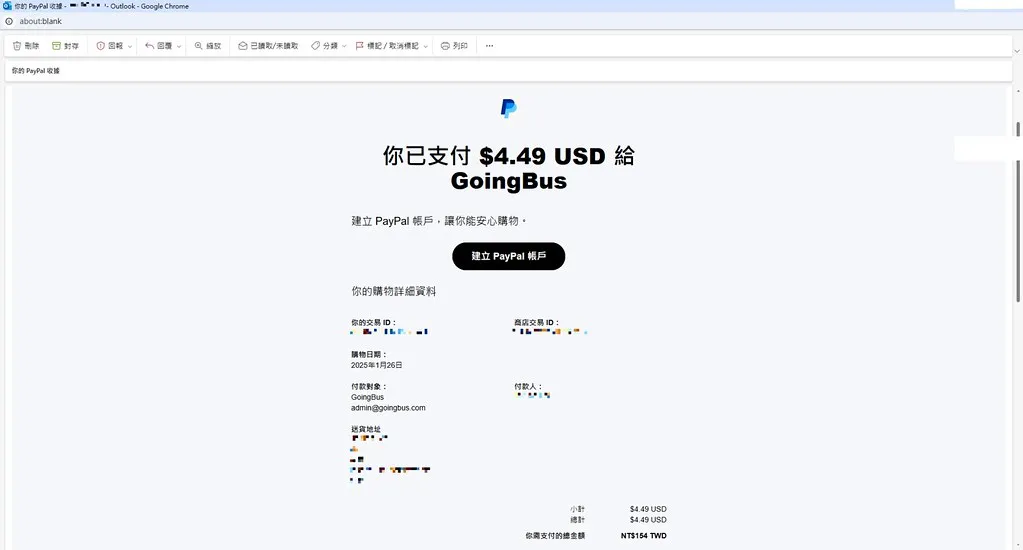 你的 PayPal 收據 - Outlook - Google Chrome
about:blank
刪除 封存 回報 回覆 縮放 已讀取/未讀取 分類 標記 / 取消標記 列印 ...
你的 PayPal 收據
你已支付 $4.49 USD 給
GoingBus
建立 PayPal 帳戶，讓你能安心購物。
建立 PayPal 帳戶
你的購物詳細資料
你的交易 ID： 商店交易 ID：
購物日期：
2025年1月26日
付款對象： 付款人：
GoingBus
admin@goingbus.com
送貨地址
小計 $4.49 USD
總計 $4.49 USD
你需支付的總金額 NT$154 TWD